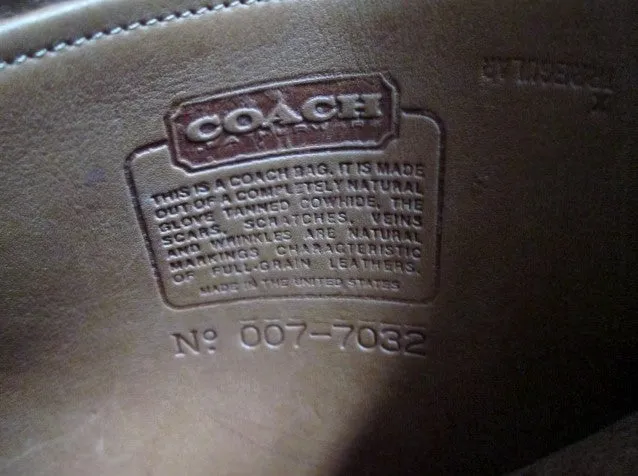 COACH
THIS IS A COACH BAG. IT IS MADE
OUT OF A COMPLETELY NATURAL
GLOVE TANNED COWHIDE. THE
SCARS, SCRATCHES, VEINS
AND WRINKLES ARE NATURAL
MARKINGS CHARACTERISTIC
OF FULL-GRAIN LEATHERS.
MADE IN THE UNITED STATES
Nº 007-7032
IRREGULAR
X